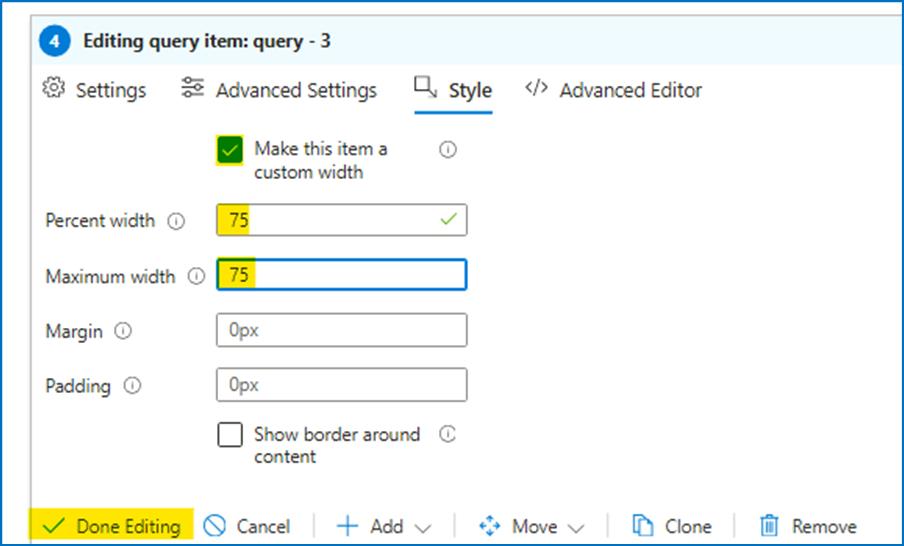 4 Editing query item: query - 3
Settings Advanced Settings Style </> Advanced Editor
Make this item a
custom width
Percent width 75
Maximum width 75
Margin 0px
Padding 0px
Show border around
content
Done Editing Cancel Add Move Clone Remove